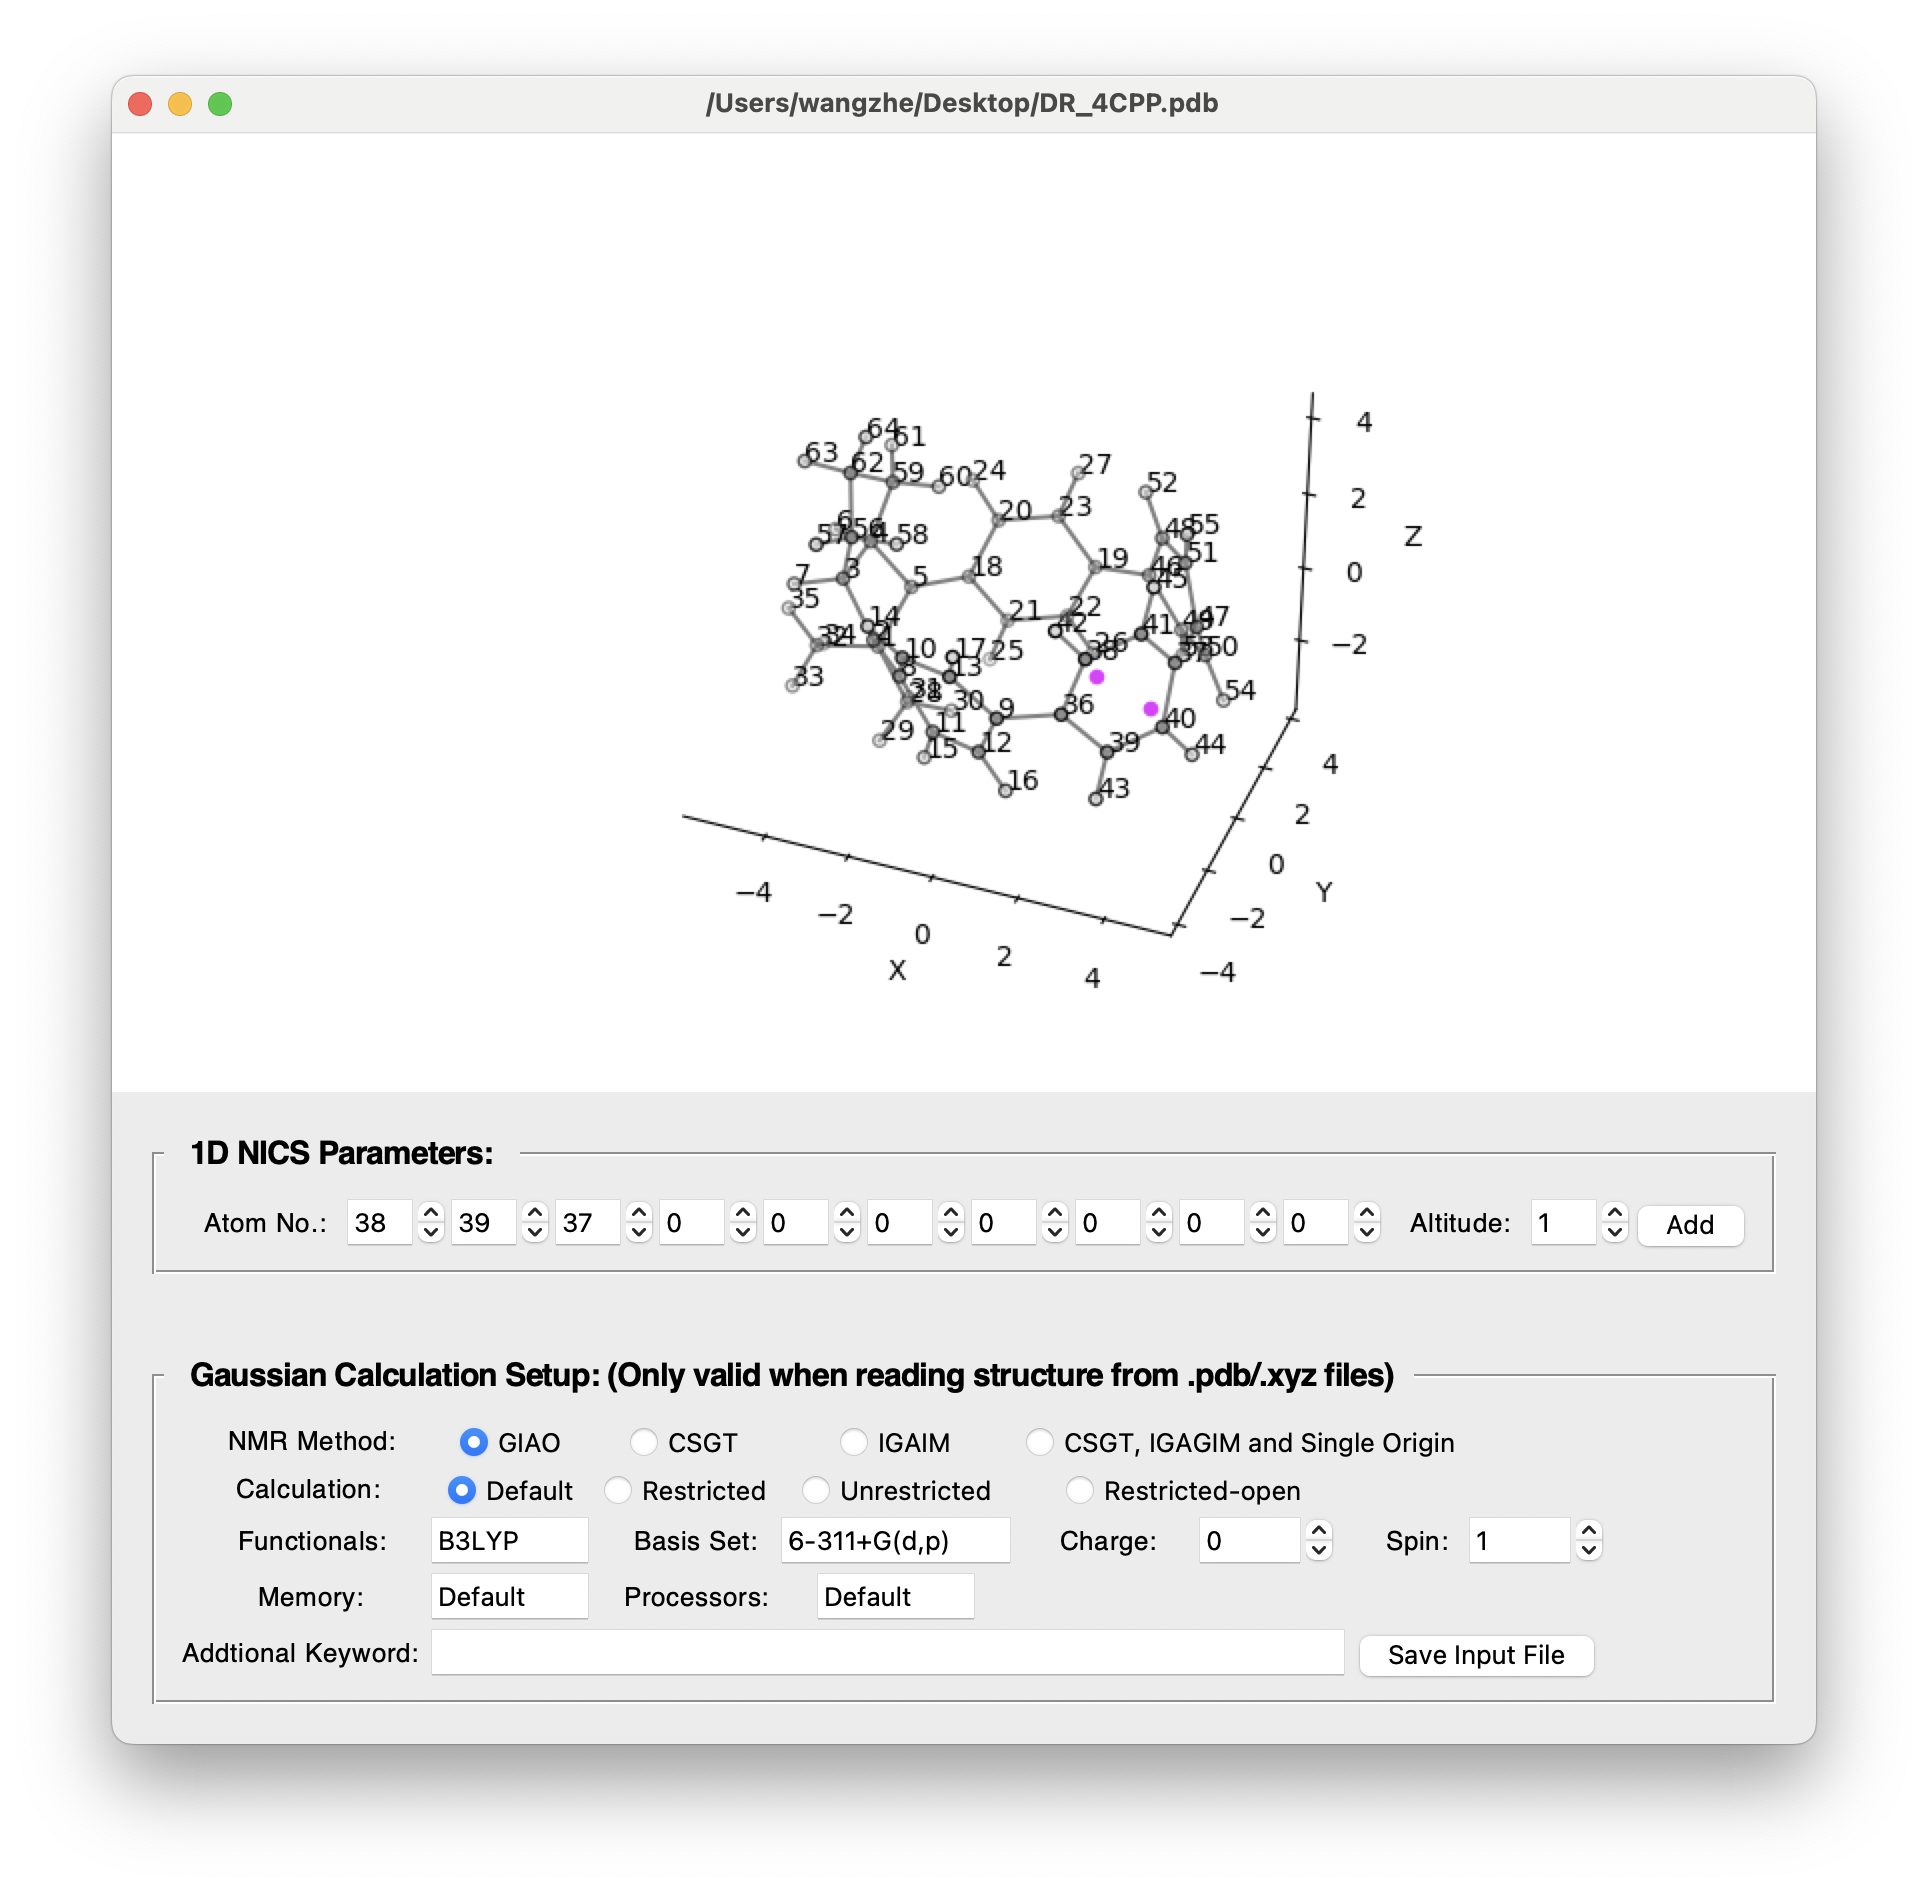 /Users/wangzhe/Desktop/DR_4CPP.pdb
64 61
63 62 59 60 24 27
52
6 20 23
57 56 4 58 48 55
51
7 3 5 18 19 46
45
35 14 21 22 47
34 1 10 17 25 42 26 38 41 37 50
33 8 13
31 28 30 9 36 54
29 11 40
15 12 39 44
16 43
4
2
Z
0
−2
4
2
0
Y
−2
−4
−4
−2
0
2
4
X
1D NICS Parameters:
Atom No.: 38 39 37 0 0 0 0 0 0 0 Altitude: 1 Add
Gaussian Calculation Setup: (Only valid when reading structure from .pdb/.xyz files)
NMR Method: GIAO CSGT IGAIM CSGT, IGAGIM and Single Origin
Calculation: Default Restricted Unrestricted Restricted-open
Functionals: B3LYP Basis Set: 6-311+G(d,p) Charge: 0 Spin: 1
Memory: Default Processors: Default
Addtional Keyword: Save Input File